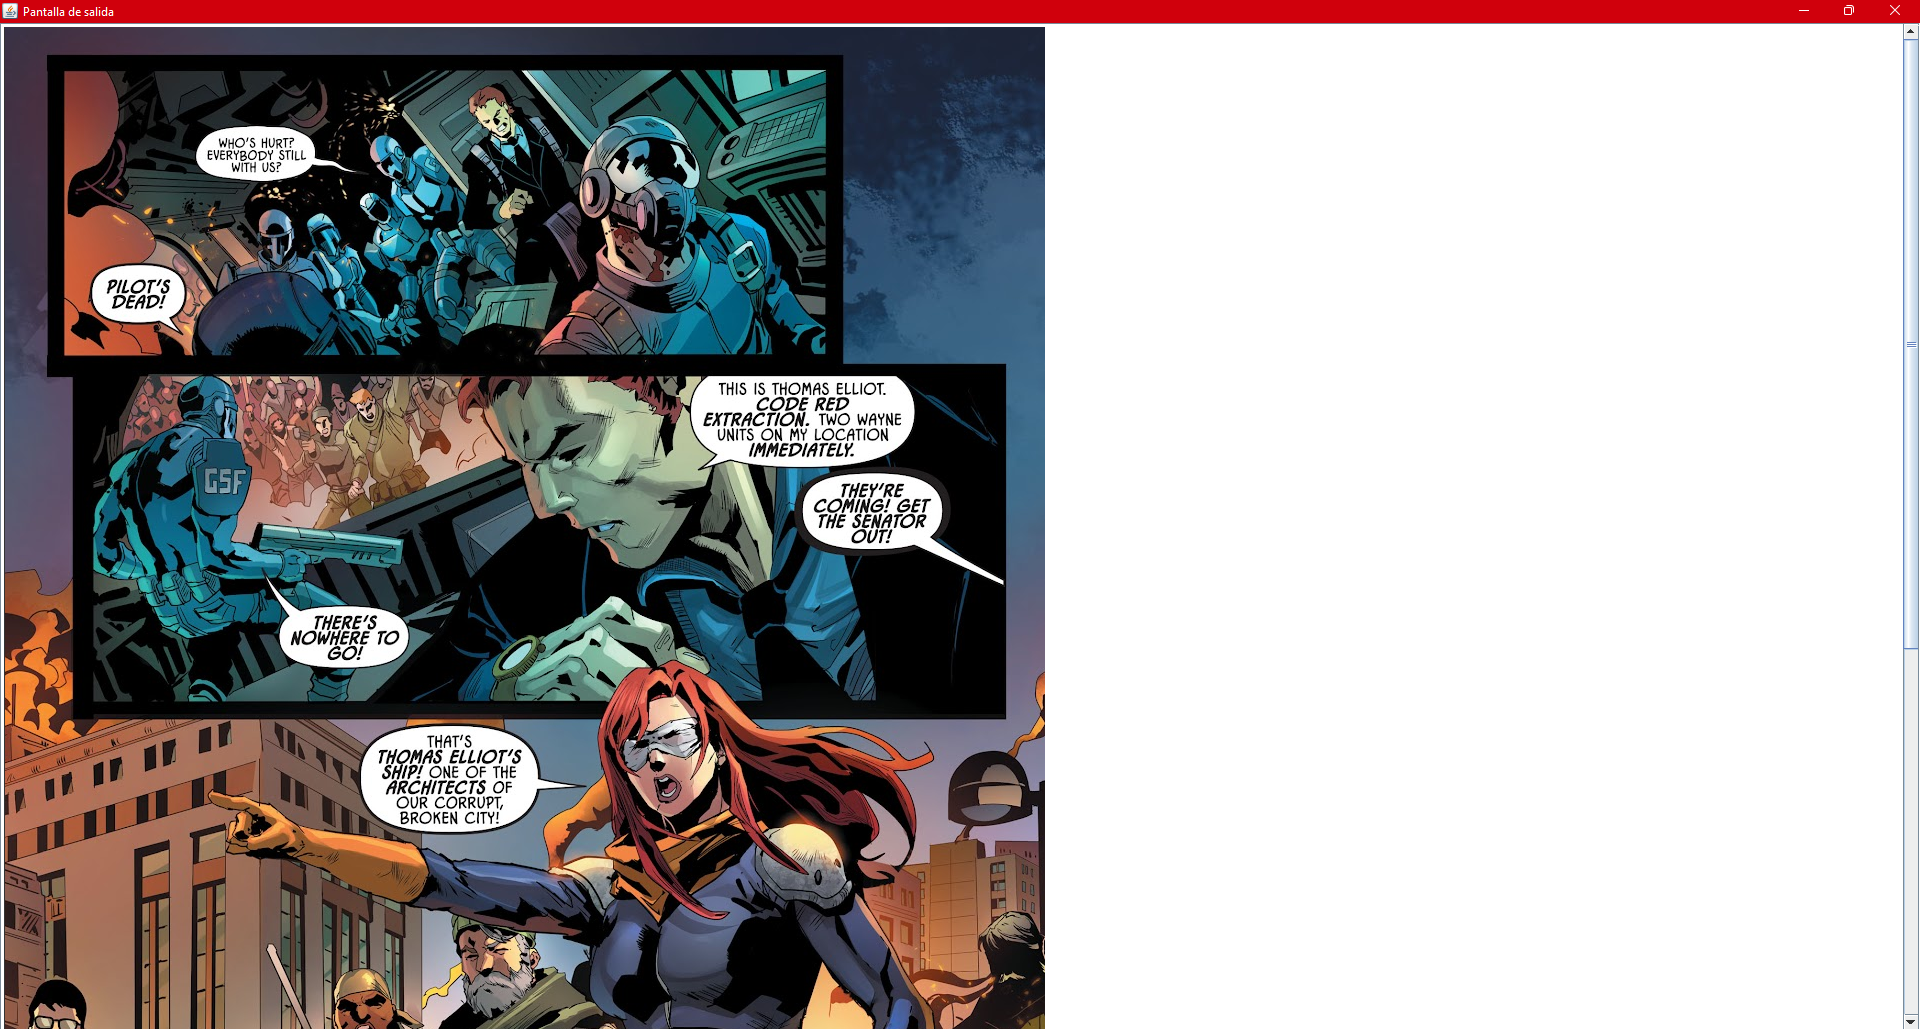 Pantalla de salida
WHO'S HURT?
EVERYBODY STILL
WITH US?
PILOT'S
DEAD!
THIS IS THOMAS ELLIOT.
CODE RED
EXTRACTION. TWO WAYNE
UNITS ON MY LOCATION
IMMEDIATELY.
GSF
THEY'RE
COMING! GET
THE SENATOR
OUT!
THERE'S
NOWHERE TO
GO!
THAT'S
THOMAS ELLIOT'S
SHIP! ONE OF THE
ARCHITECTS OF
OUR CORRUPT,
BROKEN CITY!